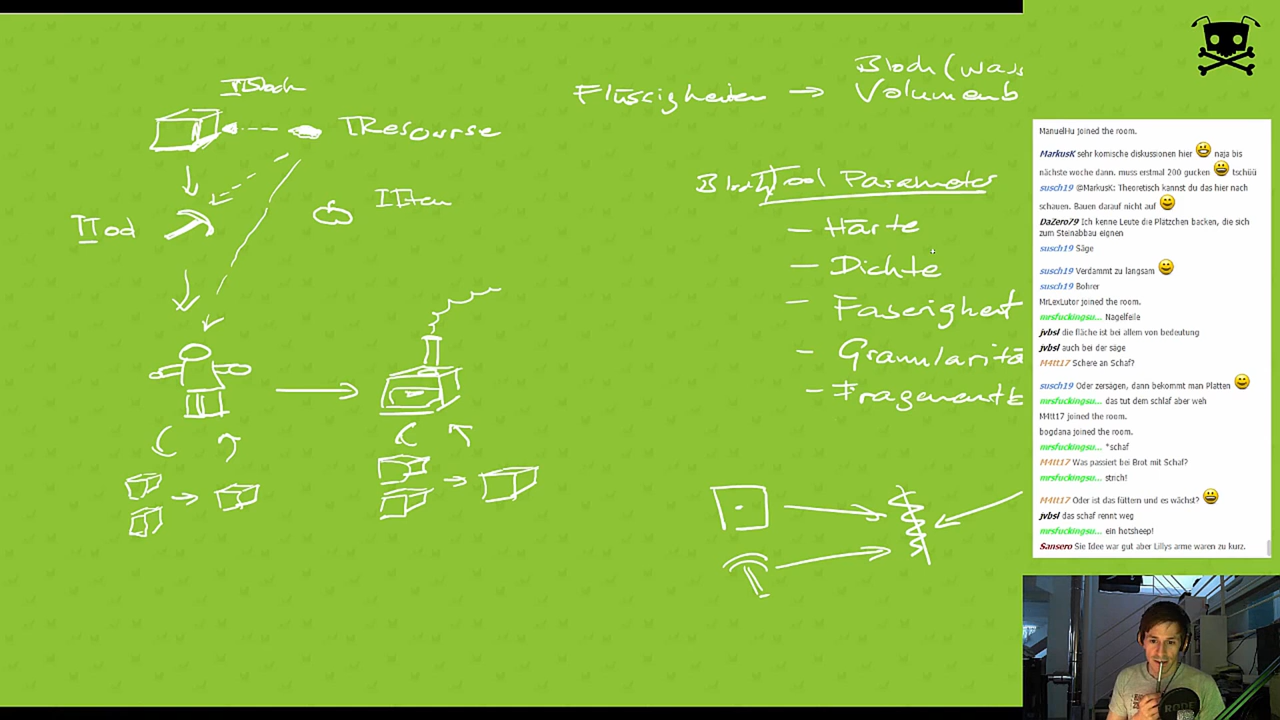 IBlock
IResourse
ITool
IItem
Flüssigkeiten → Block (was
Volumenb
Block/Tool Parameter
- Härte
- Dichte
- Faserigkeit
- Granularitä
- Fragmentb
ManuelHu joined the room.
MarkusK sehr komische diskussionen hier 😀 naja bis
nächste woche dann. muss erstmal 200 gucken 😀 tschüü
susch19 @MarkusK: Theoretisch kannst du das hier nach
schauen. Bauen darauf nicht auf 🙂
DaZero79 Ich kenne Leute die Plätzchen backen, die sich
zum Steinabbau eignen
susch19 Säge
susch19 Verdammt zu langsam 🙂
susch19 Bohrer
MrLexLutor joined the room.
mrsfuckingsu... Nagelfeile
jvbsl die fläche ist bei allem von bedeutung
jvbsl auch bei der säge
M4tt17 Schere an Schaf?
susch19 Oder zersägen, dann bekommt man Platten 🙂
mrsfuckingsu... das tut dem schlaf aber weh
M4tt17 joined the room.
bogdana joined the room.
mrsfuckingsu... *schaf
M4tt17 Was passiert bei Brot mit Schaf?
mrsfuckingsu... strich!
M4tt17 Oder ist das füttern und es wächst? 😀
jvbsl das schaf rennt weg
mrsfuckingsu... ein hotsheep!
Sansero Sie Idee war gut aber Lillys arme waren zu kurz.
RODE